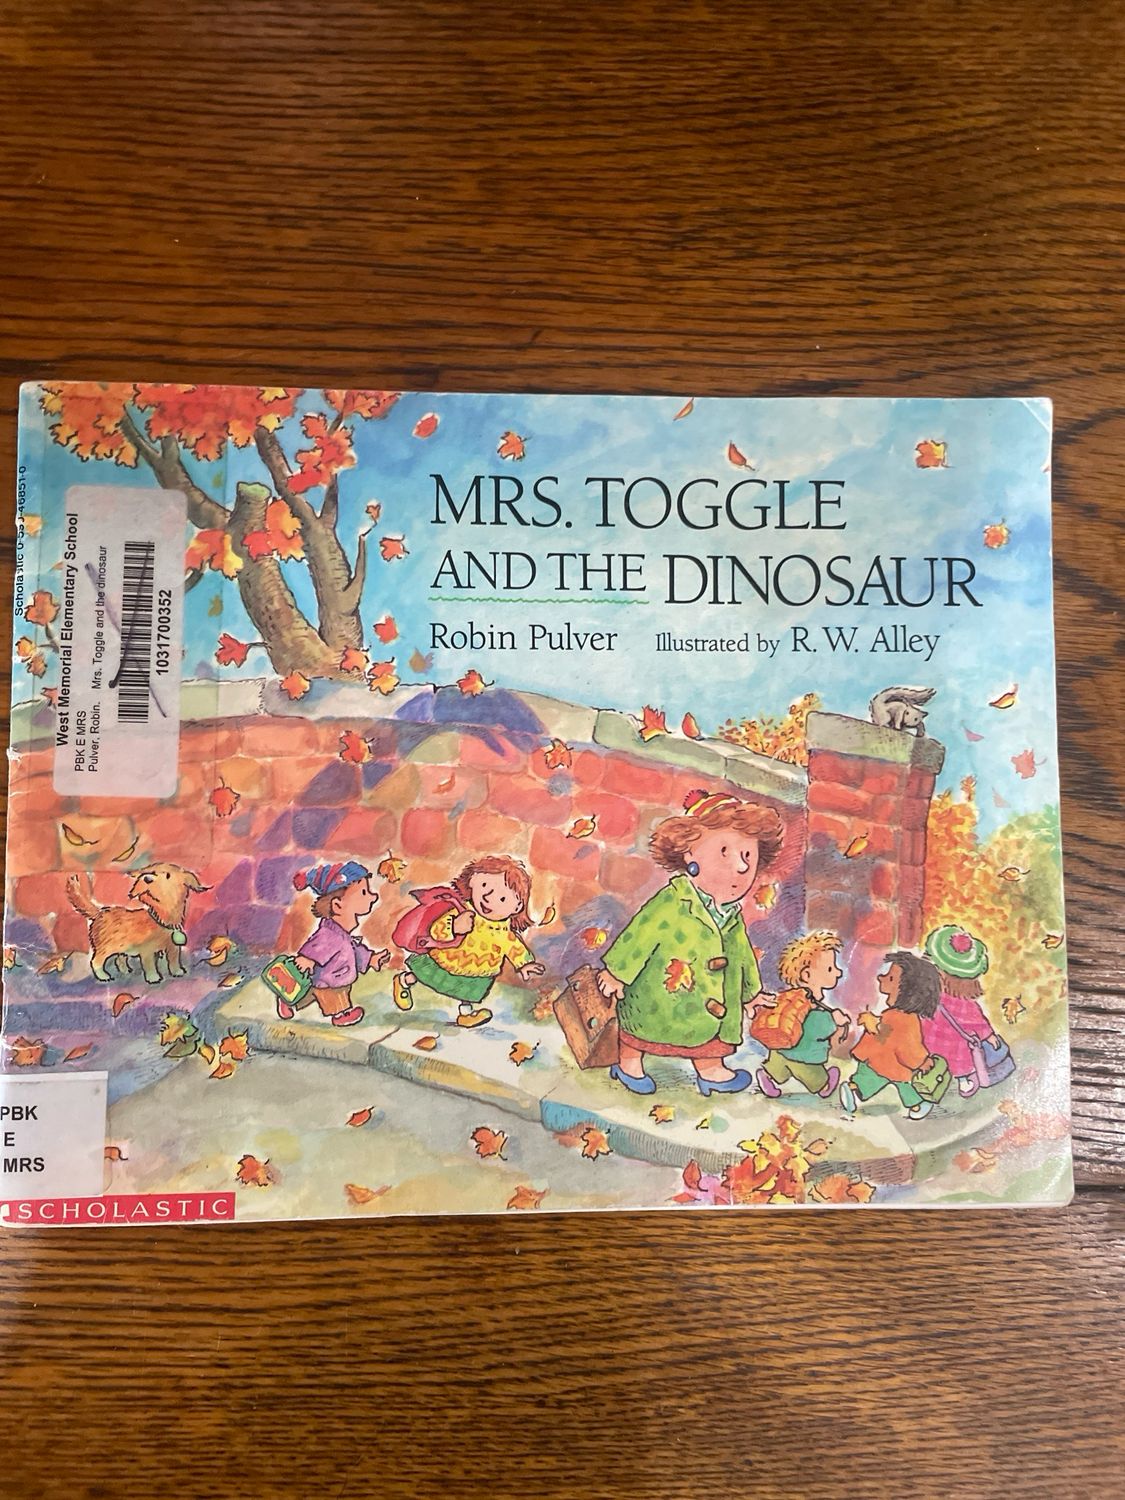 MRS. TOGGLE
AND THE DINOSAUR
Robin Pulver Illustrated by R. W. Alley
West Memorial Elementary School
PBK E MRS
Pulver, Robin. Mrs. Toggle and the dinosaur
1031700352
PBK
E
MRS
SCHOLASTIC